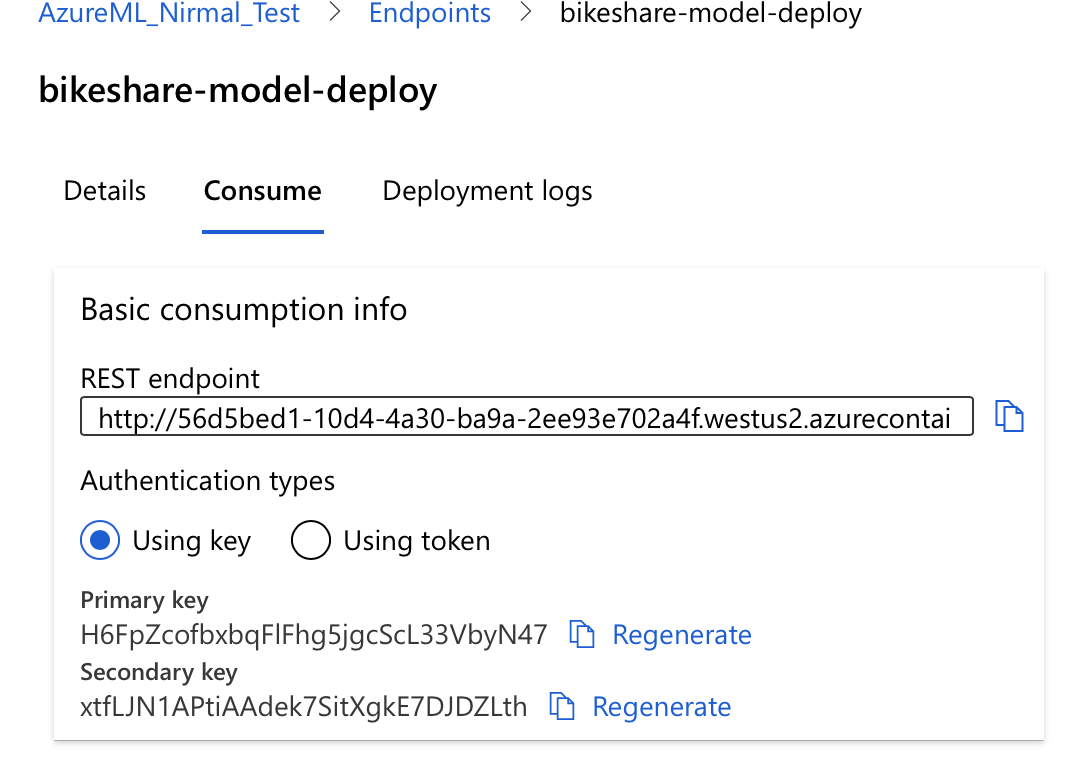 AzureML_Nirmal_Test > Endpoints > bikeshare-model-deploy
bikeshare-model-deploy
Details Consume Deployment logs
Basic consumption info
REST endpoint
http://56d5bed1-10d4-4a30-ba9a-2ee93e702a4f.westus2.azurecontai
Authentication types
Using key Using token
Primary key
H6FpZcofbxbqFlFhg5jgcScL33VbyN47 Regenerate
Secondary key
xtfLJN1APtiAAdek7SitXgkE7DJDZLth Regenerate